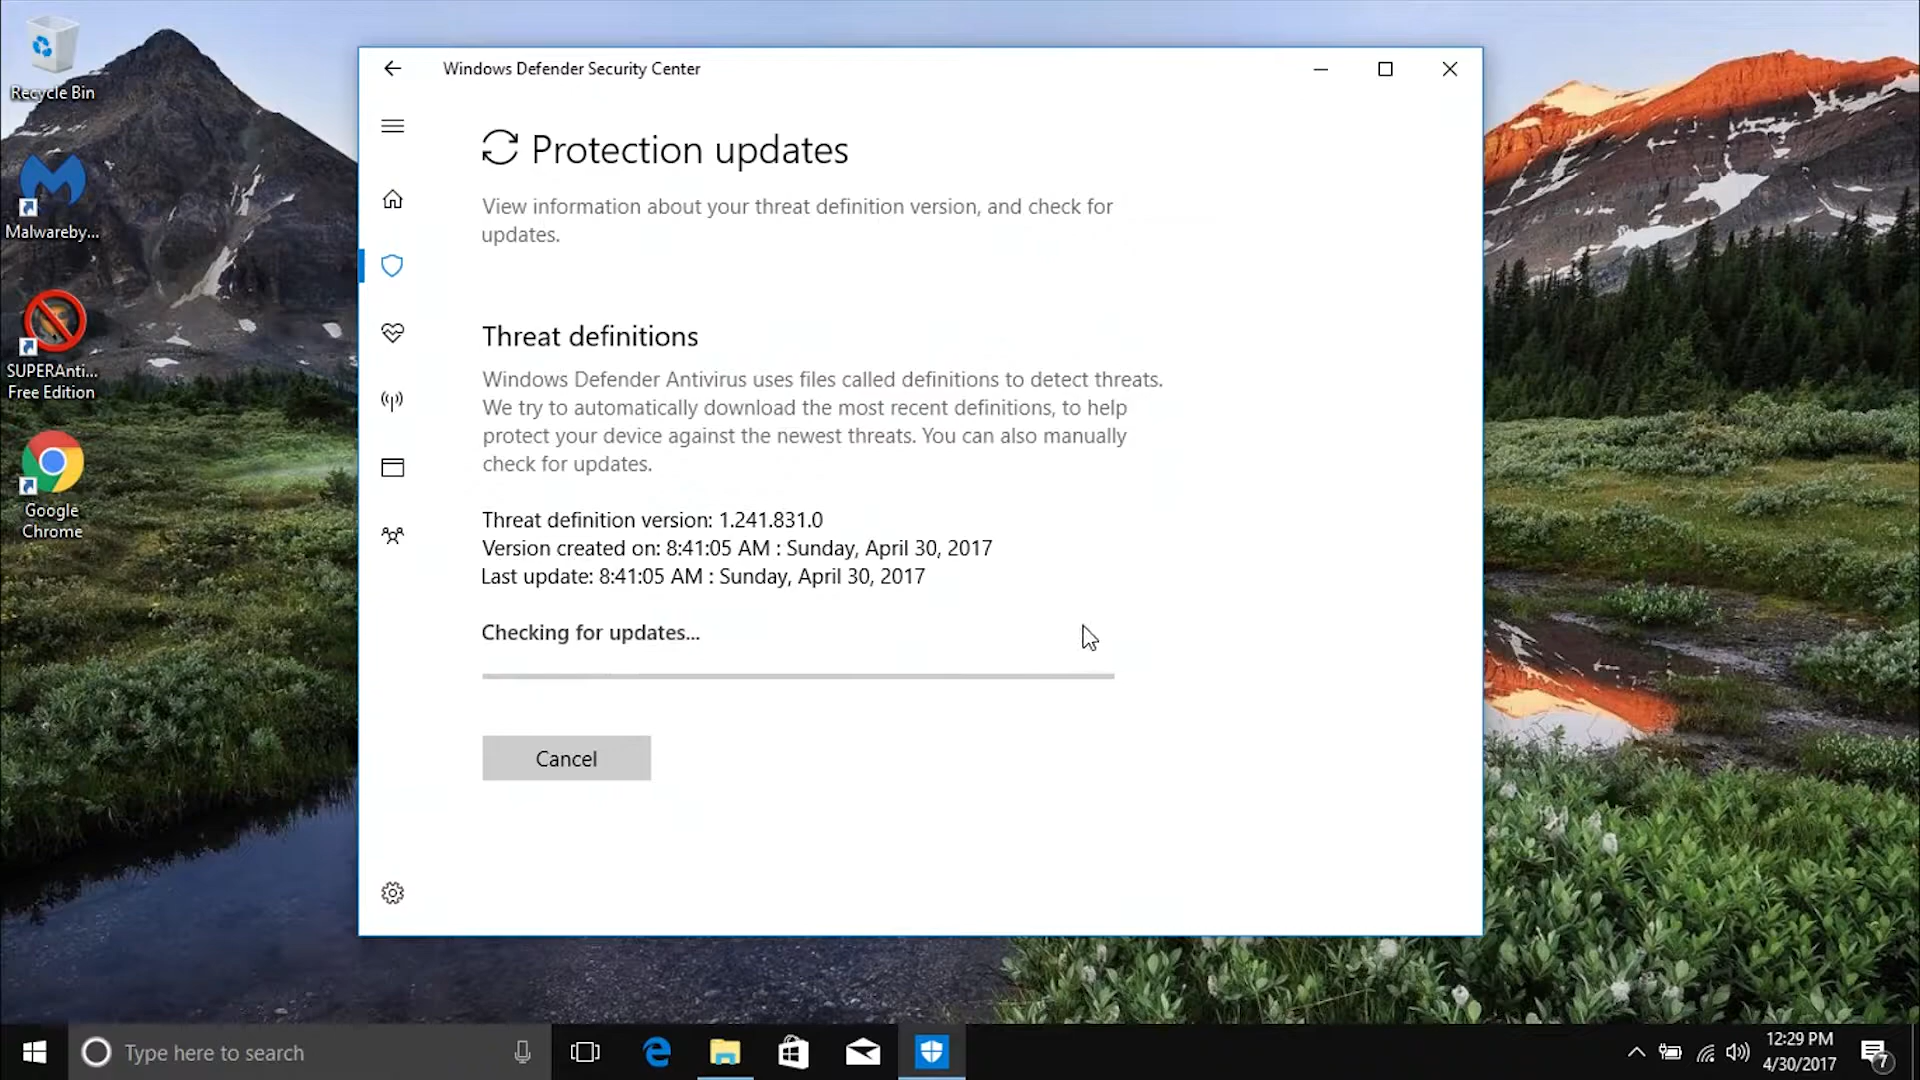 Recycle Bin
Malwareby...
SUPERAnti...
Free Edition
Google
Chrome
Windows Defender Security Center
Protection updates
View information about your threat definition version, and check for
updates.
Threat definitions
Windows Defender Antivirus uses files called definitions to detect threats.
We try to automatically download the most recent definitions, to help
protect your device against the newest threats. You can also manually
check for updates.
Threat definition version: 1.241.831.0
Version created on: 8:41:05 AM : Sunday, April 30, 2017
Last update: 8:41:05 AM : Sunday, April 30, 2017
Checking for updates...
Cancel
Type here to search
12:29 PM
4/30/2017
7